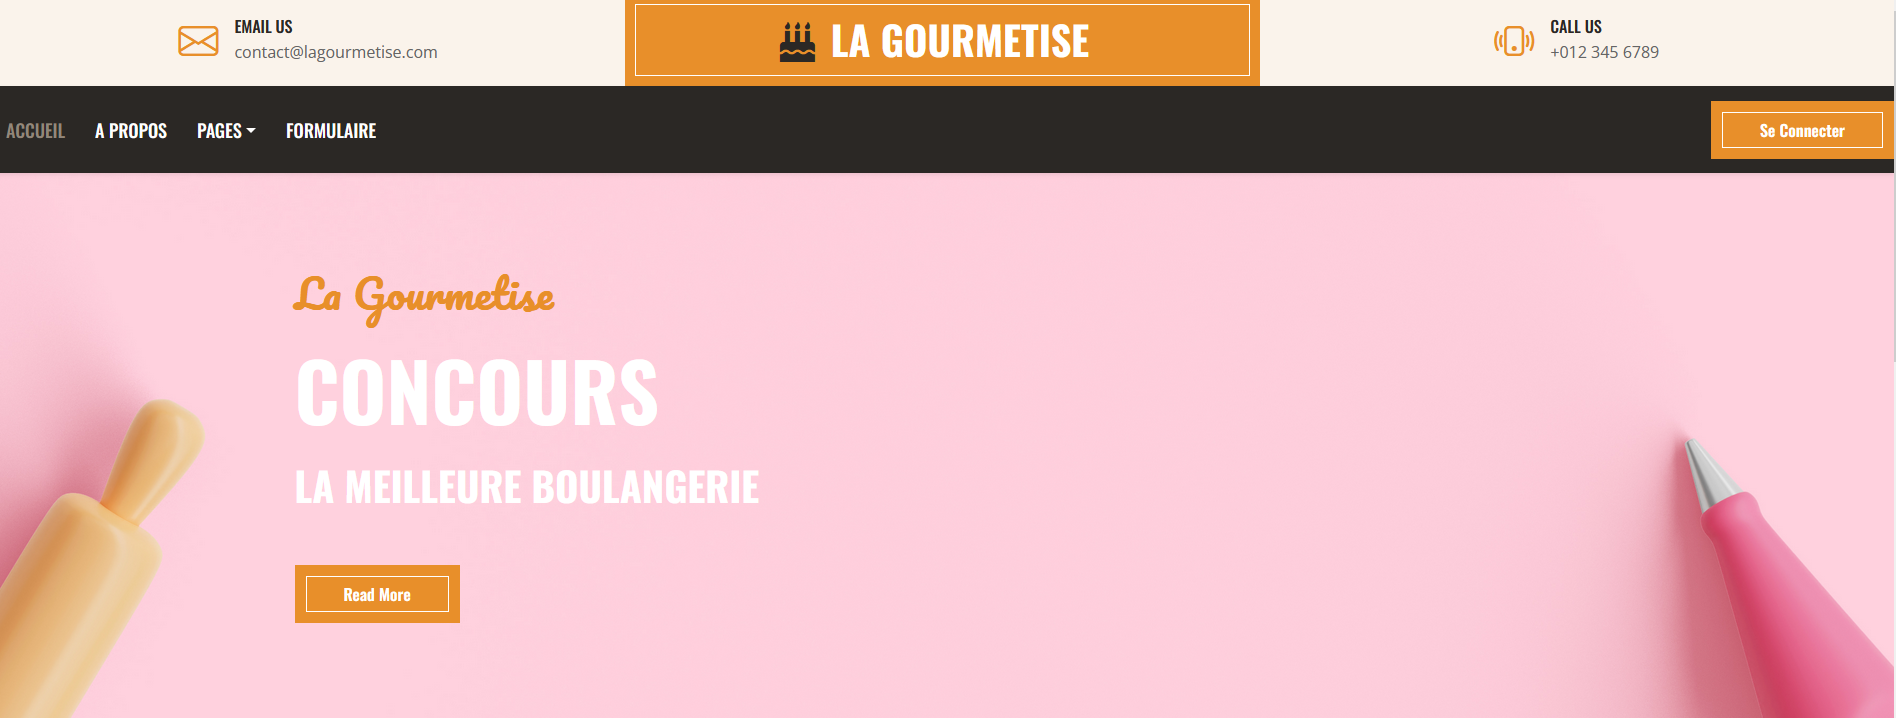 EMAIL US
contact@lagourmetise.com
LA GOURMETISE
CALL US
+012 345 6789
ACCUEIL
A PROPOS
PAGES
FORMULAIRE
Se Connecter
La Gourmetise
CONCOURS
LA MEILLEURE BOULANGERIE
Read More